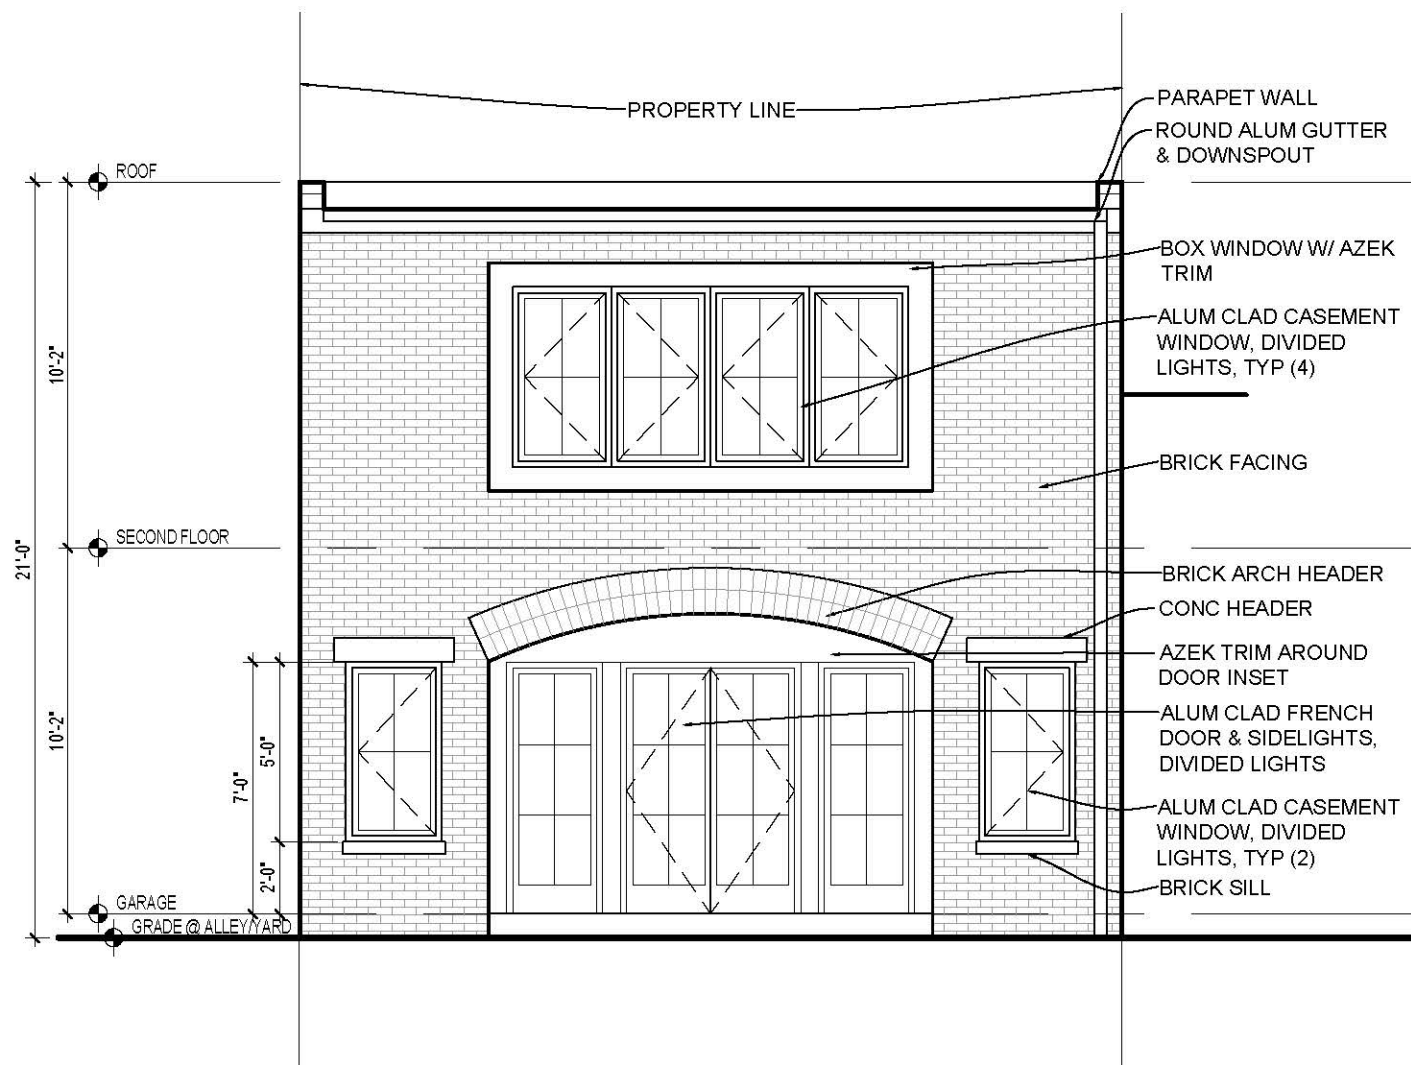 PROPERTY LINE
PARAPET WALL
ROUND ALUM GUTTER
& DOWNSPOUT
ROOF
BOX WINDOW W/ AZEK
TRIM
ALUM CLAD CASEMENT
WINDOW, DIVIDED
LIGHTS, TYP (4)
10'-2"
BRICK FACING
SECOND FLOOR
21'-0"
BRICK ARCH HEADER
CONC HEADER
AZEK TRIM AROUND
DOOR INSET
ALUM CLAD FRENCH
DOOR & SIDELIGHTS,
DIVIDED LIGHTS
10'-2"
5'-0"
7'-0"
ALUM CLAD CASEMENT
WINDOW, DIVIDED
LIGHTS, TYP (2)
2'-0"
BRICK SILL
GARAGE
GRADE @ ALLEY/YARD